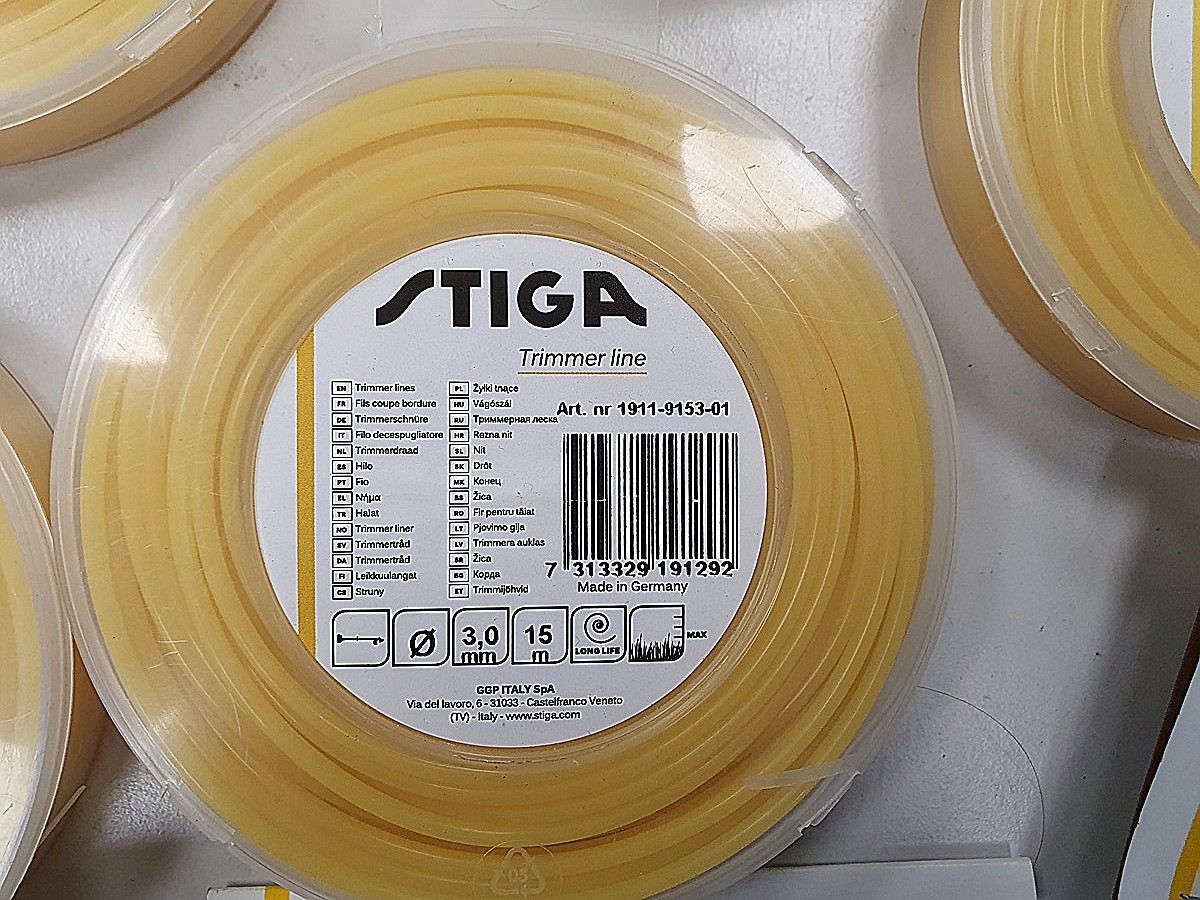 STIGA
Trimmer line
EN Trimmer lines
FR Fils coupe bordure
DE Trimmerschnüre
IT Filo decespugliatore
NL Trimmerdraad
ES Hilo
PT Fio
EL Νήμα
TR Halat
NO Trimmer liner
SV Trimmertråd
DA Trimmertråd
FI Leikkuulangat
CS Struny
PL Żyłki tnące
HU Vágószál
RU Триммерная леска
HR Rezna nit
SL Nit
SK Drôt
MK Конец
BS Žica
RO Fir pentru tăiat
LT Pjovimo gija
LV Trimmera auklas
SR Žica
BG Корда
ET Trimmijõhvid
Art. nr 1911-9153-01
7 313329 191292
Made in Germany
Ø
3,0 mm
15 m
LONG LIFE
MAX
GGP ITALY SpA
Via del lavoro, 6 - 31033 - Castelfranco Veneto
(TV) - Italy - www.stiga.com
05